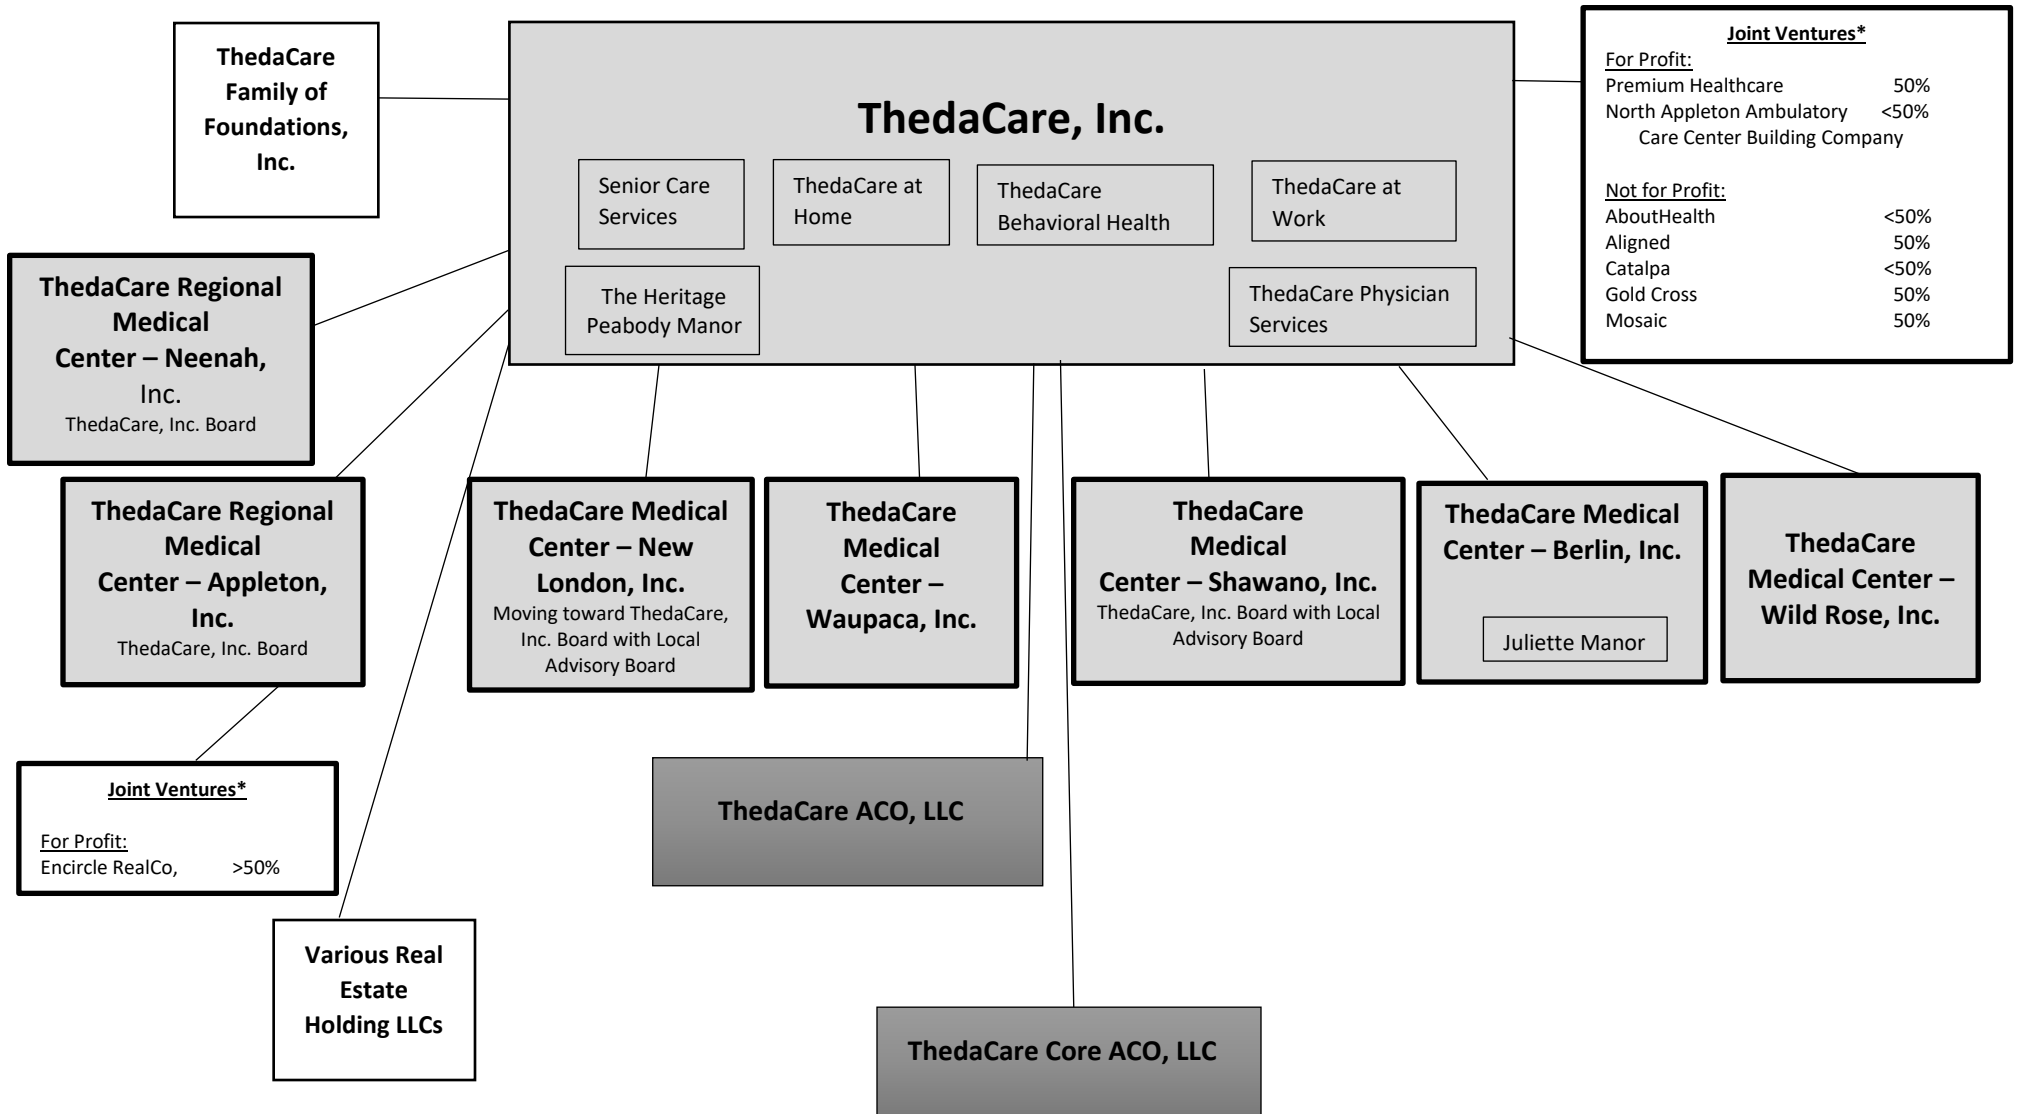 ThedaCare
Family of
Foundations,
Inc.
ThedaCare, Inc.
Senior Care
Services
ThedaCare at
Home
ThedaCare
Behavioral Health
ThedaCare at
Work
The Heritage
Peabody Manor
ThedaCare Physician
Services
Joint Ventures*
For Profit:
Premium Healthcare 50%
North Appleton Ambulatory <50%
Care Center Building Company
Not for Profit:
AboutHealth <50%
Aligned 50%
Catalpa <50%
Gold Cross 50%
Mosaic 50%
ThedaCare Regional
Medical
Center – Neenah,
Inc.
ThedaCare, Inc. Board
ThedaCare Regional
Medical
Center – Appleton,
Inc.
ThedaCare, Inc. Board
ThedaCare Medical
Center – New
London, Inc.
Moving toward ThedaCare,
Inc. Board with Local
Advisory Board
ThedaCare
Medical
Center –
Waupaca, Inc.
ThedaCare
Medical
Center – Shawano, Inc.
ThedaCare, Inc. Board with Local
Advisory Board
ThedaCare Medical
Center – Berlin, Inc.
Juliette Manor
ThedaCare
Medical Center –
Wild Rose, Inc.
Joint Ventures*
For Profit:
Encircle RealCo, >50%
ThedaCare ACO, LLC
Various Real
Estate
Holding LLCs
ThedaCare Core ACO, LLC